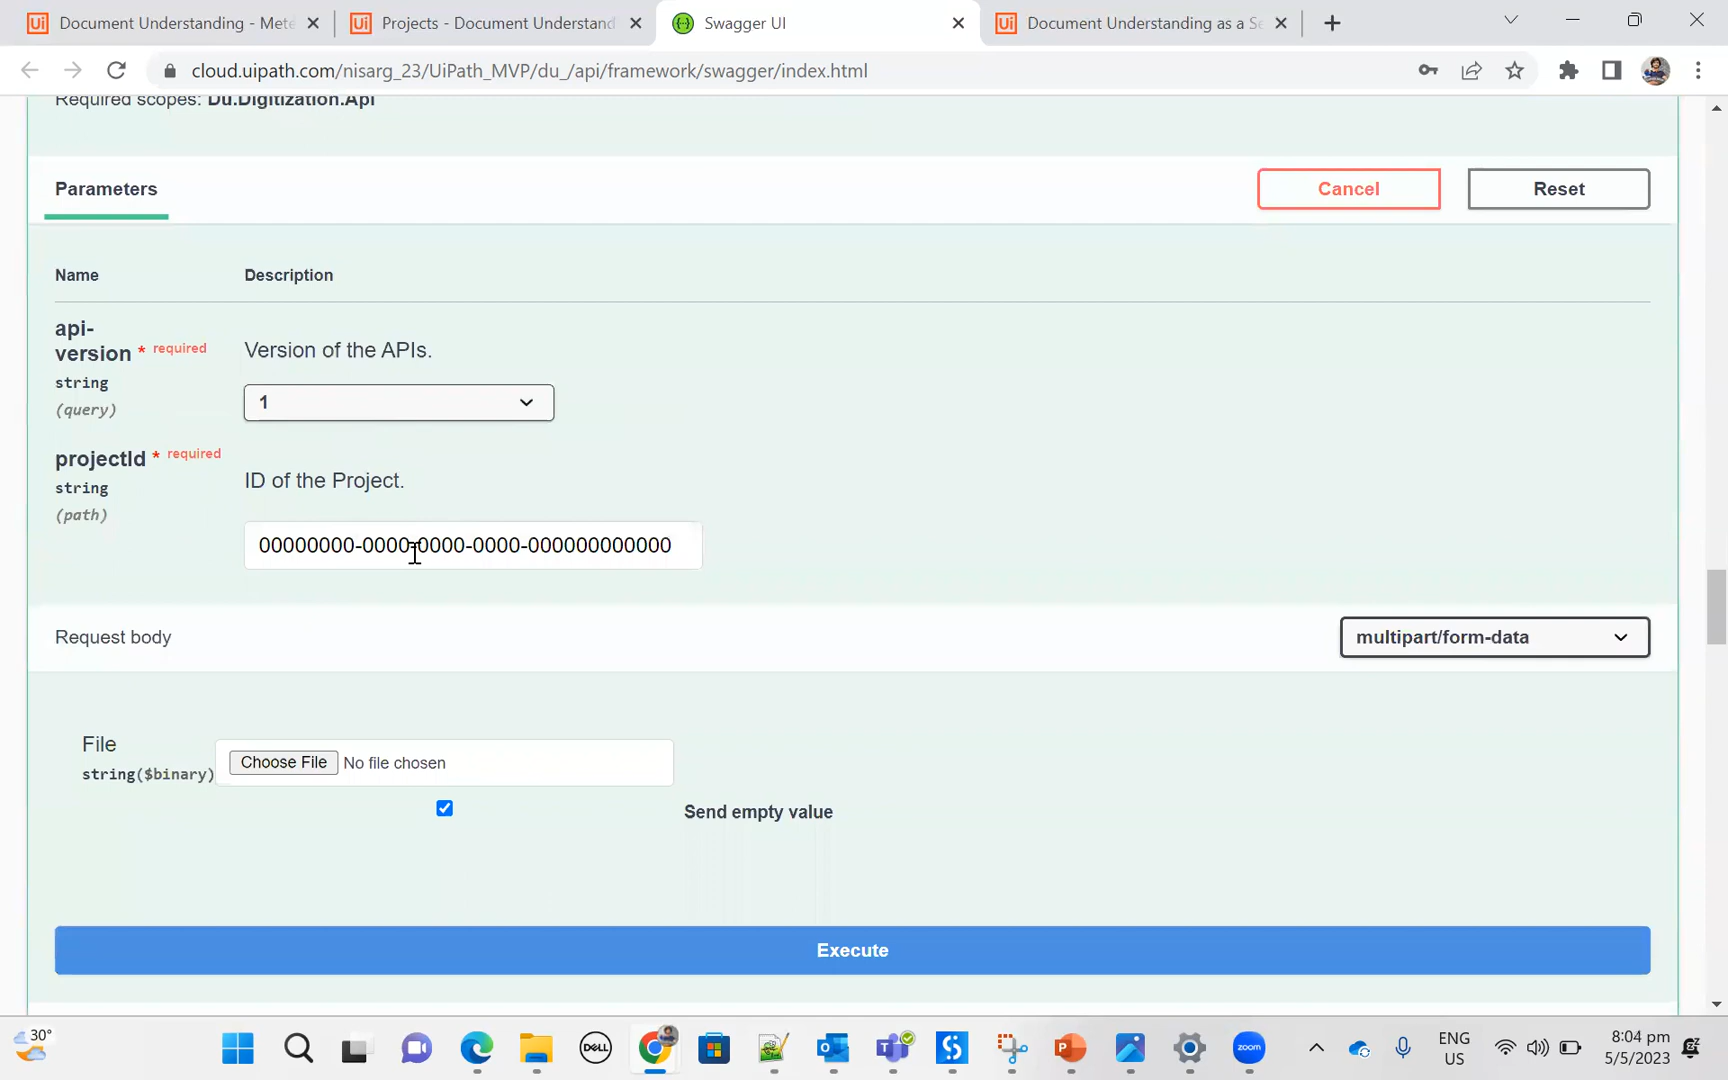 Document Understanding - Mete
Projects - Document Understand
Swagger UI
Document Understanding as a Se
cloud.uipath.com/nisarg_23/UiPath_MVP/du_/api/framework/swagger/index.html
Required scopes: Du.Digitization.Api
Parameters
Cancel
Reset
Name Description
api-version * required
string
(query)
Version of the APIs.
1
projectId * required
string
(path)
ID of the Project.
00000000-0000-0000-0000-000000000000
Request body
multipart/form-data
File
string($binary)
Choose File No file chosen
Send empty value
Execute
30°
DELL
zoom
ENG
US
8:04 pm
5/5/2023